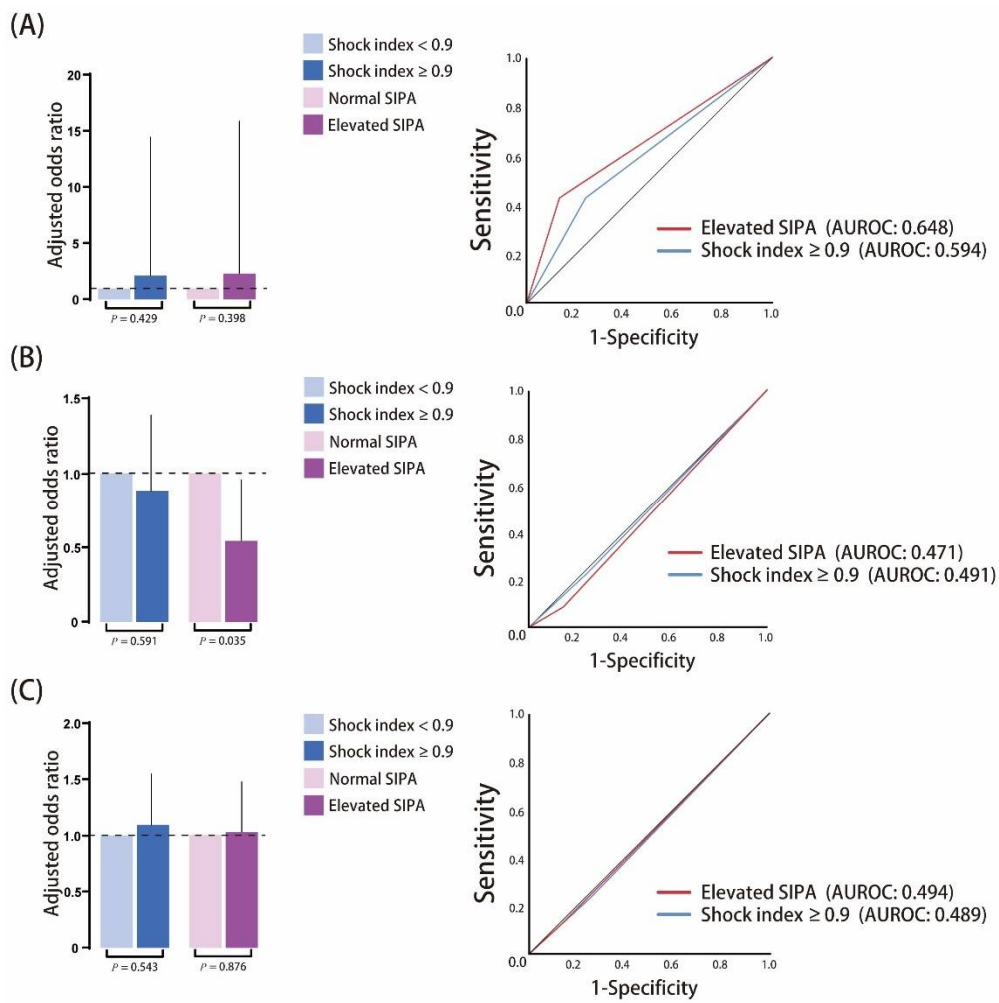 (A)
Adjusted odds ratio
20
15
10
5
0
P = 0.429
P = 0.398
Shock index < 0.9
Shock index ≥ 0.9
Normal SIPA
Elevated SIPA
Sensitivity
1.0
0.8
0.6
0.4
0.2
0.0
0.2
0.4
0.6
0.8
1.0
1-Specificity
Elevated SIPA (AUROC: 0.648)
Shock index ≥ 0.9 (AUROC: 0.594)
(B)
Adjusted odds ratio
1.5
1.0
0.5
0
P = 0.591
P = 0.035
Shock index < 0.9
Shock index ≥ 0.9
Normal SIPA
Elevated SIPA
Sensitivity
1.0
0.8
0.6
0.4
0.2
0.0
0.2
0.4
0.6
0.8
1.0
1-Specificity
Elevated SIPA (AUROC: 0.471)
Shock index ≥ 0.9 (AUROC: 0.491)
(C)
Adjusted odds ratio
2.0
1.5
1.0
0.5
0
P = 0.543
P = 0.876
Shock index < 0.9
Shock index ≥ 0.9
Normal SIPA
Elevated SIPA
Sensitivity
1.0
0.8
0.6
0.4
0.2
0.0
0.2
0.4
0.6
0.8
1.0
1-Specificity
Elevated SIPA (AUROC: 0.494)
Shock index ≥ 0.9 (AUROC: 0.489)